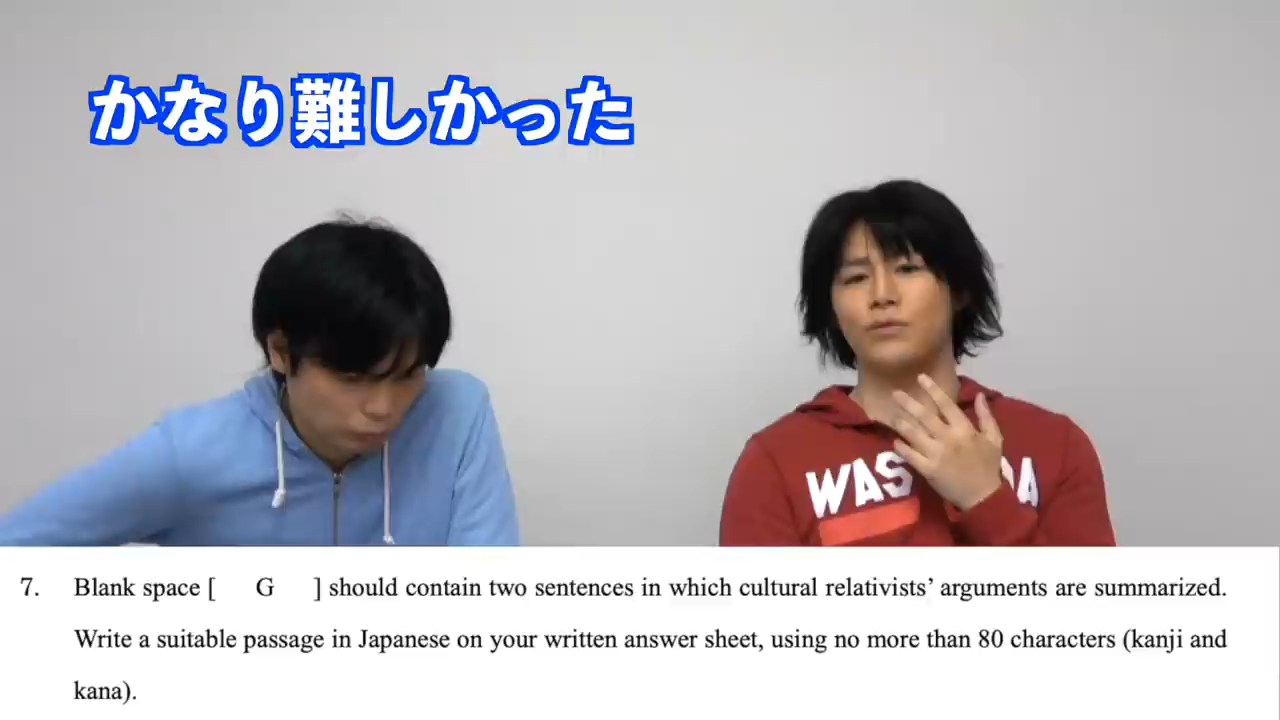 かなり難しかった
WAS DA
7. Blank space [ G ] should contain two sentences in which cultural relativists’ arguments are summarized.
Write a suitable passage in Japanese on your written answer sheet, using no more than 80 characters (kanji and
kana).